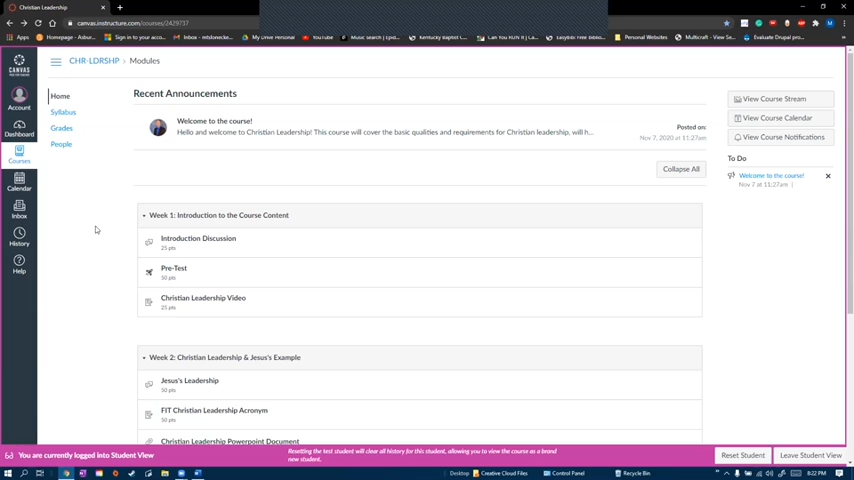 Christian Leadership
canvas.instructure.com/courses/2429737
Apps
Homepage - Asbur...
Sign in to your acco...
My Drive Personal
YouTube
Music search | Epid...
Kentucky Baptist C...
Can You RUN It | Can...
EasyBib: Free Biblio...
Personal Websites
Multicraft - View Se...
Evaluate Drupal pro...
CANVAS
Account
Dashboard
Courses
Calendar
Inbox
History
Help
CHR-LDRSHP › Modules
Home
Syllabus
Grades
People
Recent Announcements
Welcome to the course!
Hello and welcome to Christian Leadership! This course will cover the basic qualities and requirements for Christian leadership, will h...
Posted on:
Nov 7, 2020 at 11:27am
Collapse All
Week 1: Introduction to the Course Content
Introduction Discussion
25 pts
Pre-Test
50 pts
Christian Leadership Video
25 pts
Week 2: Christian Leadership & Jesus's Example
Jesus's Leadership
50 pts
FIT Christian Leadership Acronym
50 pts
Christian Leadership Powerpoint Document
View Course Stream
View Course Calendar
View Course Notifications
To Do
Welcome to the course!
Nov 7 at 11:27am
You are currently logged into Student View
Resetting the test student will clear all history for this student, allowing you to view the course as a brand
new student.
Reset Student
Leave Student View
Desktop
Creative Cloud Files
Control Panel
Recycle Bin
8:22 PM